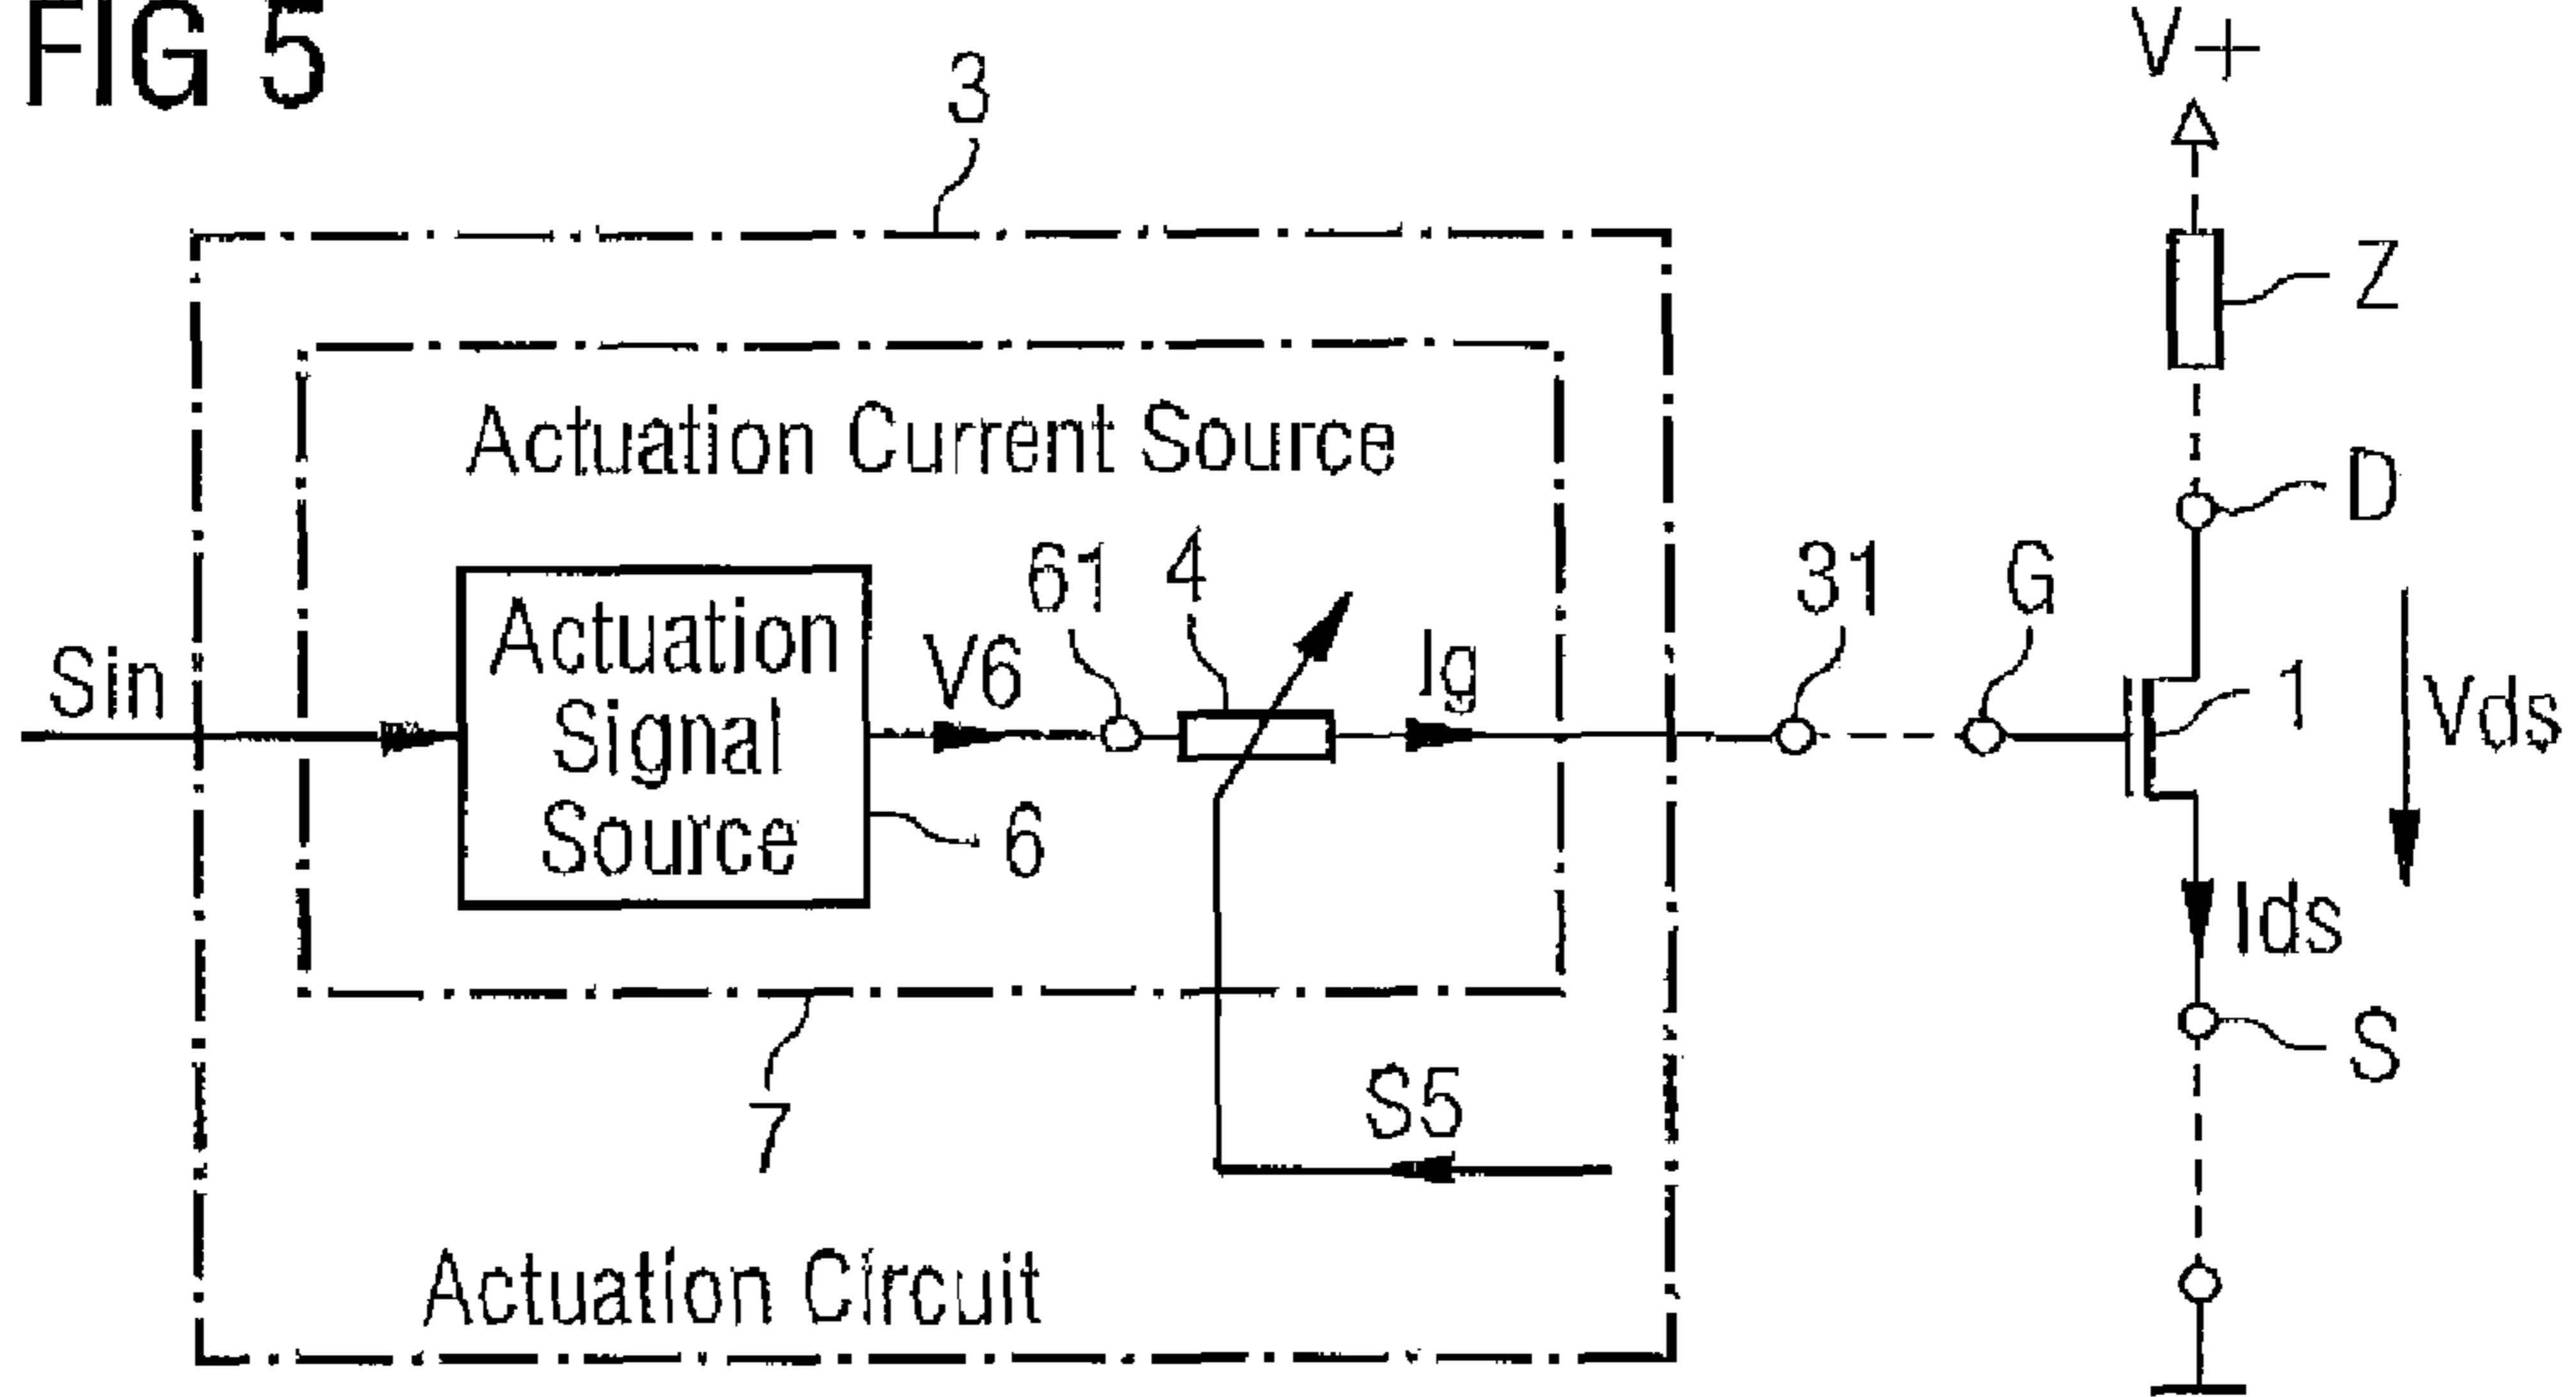 FIG 5
V+
3
Z
Actuation Current Source
D
Sin
Actuation
Signal
Source
V6
61
4
Ig
31
G
1
Vds
6
Ids
7
S
S5
Actuation Circuit